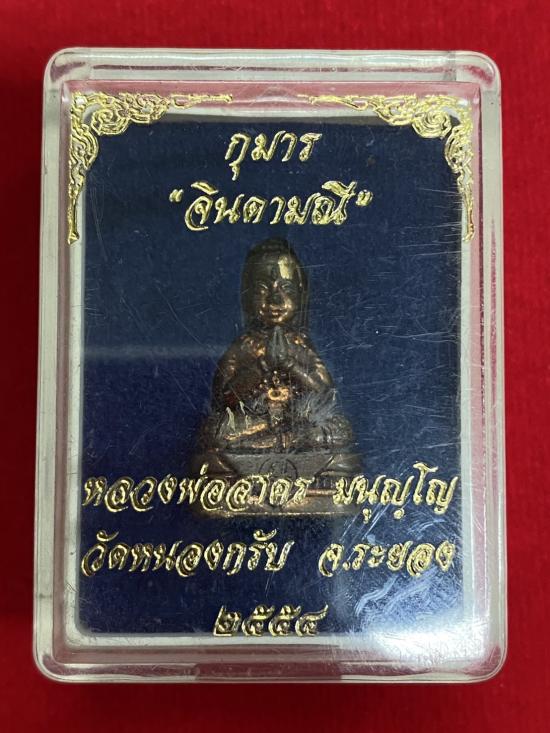 กุมาร
"จินดามณี"
หลวงพ่อสาคร มนุญฺโญ
วัดหนองกรับ จ.ระยอง
๒๕๕๔